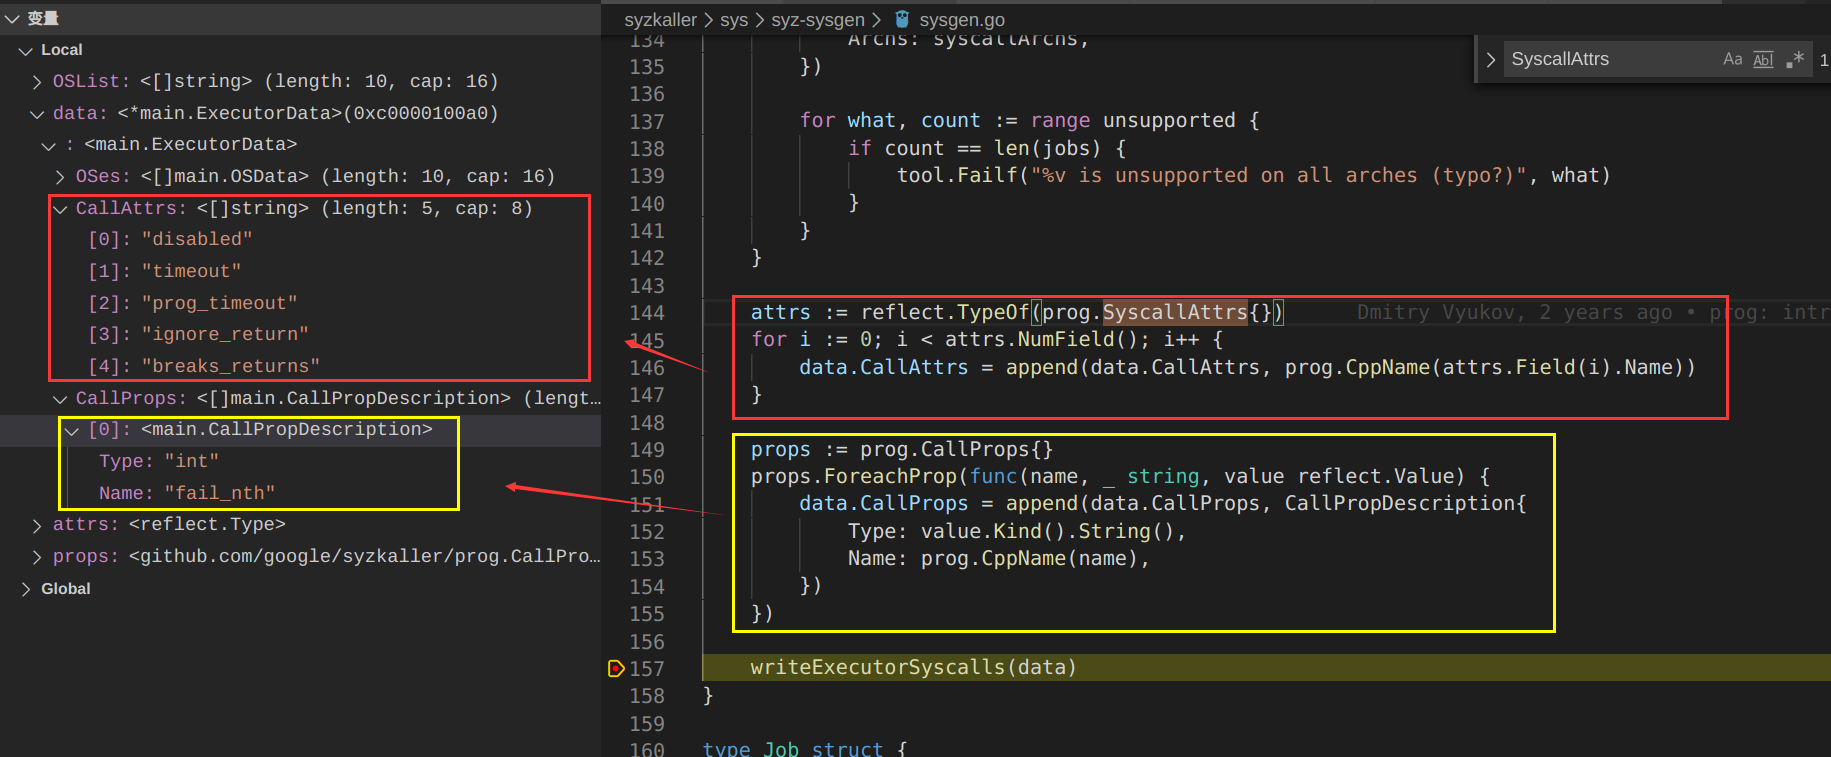 变量
Local
OSList: <[]string> (length: 10, cap: 16)
data: <*main.ExecutorData>(0xc0000100a0)
: <main.ExecutorData>
OSes: <[]main.OSData> (length: 10, cap: 16)
CallAttrs: <[]string> (length: 5, cap: 8)
[0]: "disabled"
[1]: "timeout"
[2]: "prog_timeout"
[3]: "ignore_return"
[4]: "breaks_returns"
CallProps: <[]main.CallPropDescription> (lengt…
[0]: <main.CallPropDescription>
Type: "int"
Name: "fail_nth"
attrs: <reflect.Type>
props: <github.com/google/syzkaller/prog.CallPro…
Global
syzkaller > sys > syz-sysgen > sysgen.go
SyscallAttrs Aa Abl .* 1
134 Archs: syscallArchs,
135 })
136
137 for what, count := range unsupported {
138 if count == len(jobs) {
139 tool.Failf("%v is unsupported on all arches (typo?)", what)
140 }
141 }
142 }
143
144 attrs := reflect.TypeOf(prog.SyscallAttrs{}) Dmitry Vyukov, 2 years ago • prog: intr
145 for i := 0; i < attrs.NumField(); i++ {
146 data.CallAttrs = append(data.CallAttrs, prog.CppName(attrs.Field(i).Name))
147 }
148
149 props := prog.CallProps{}
150 props.ForeachProp(func(name, _ string, value reflect.Value) {
151 data.CallProps = append(data.CallProps, CallPropDescription{
152 Type: value.Kind().String(),
153 Name: prog.CppName(name),
154 })
155 })
156
157 writeExecutorSyscalls(data)
158 }
159
160 type Job struct {